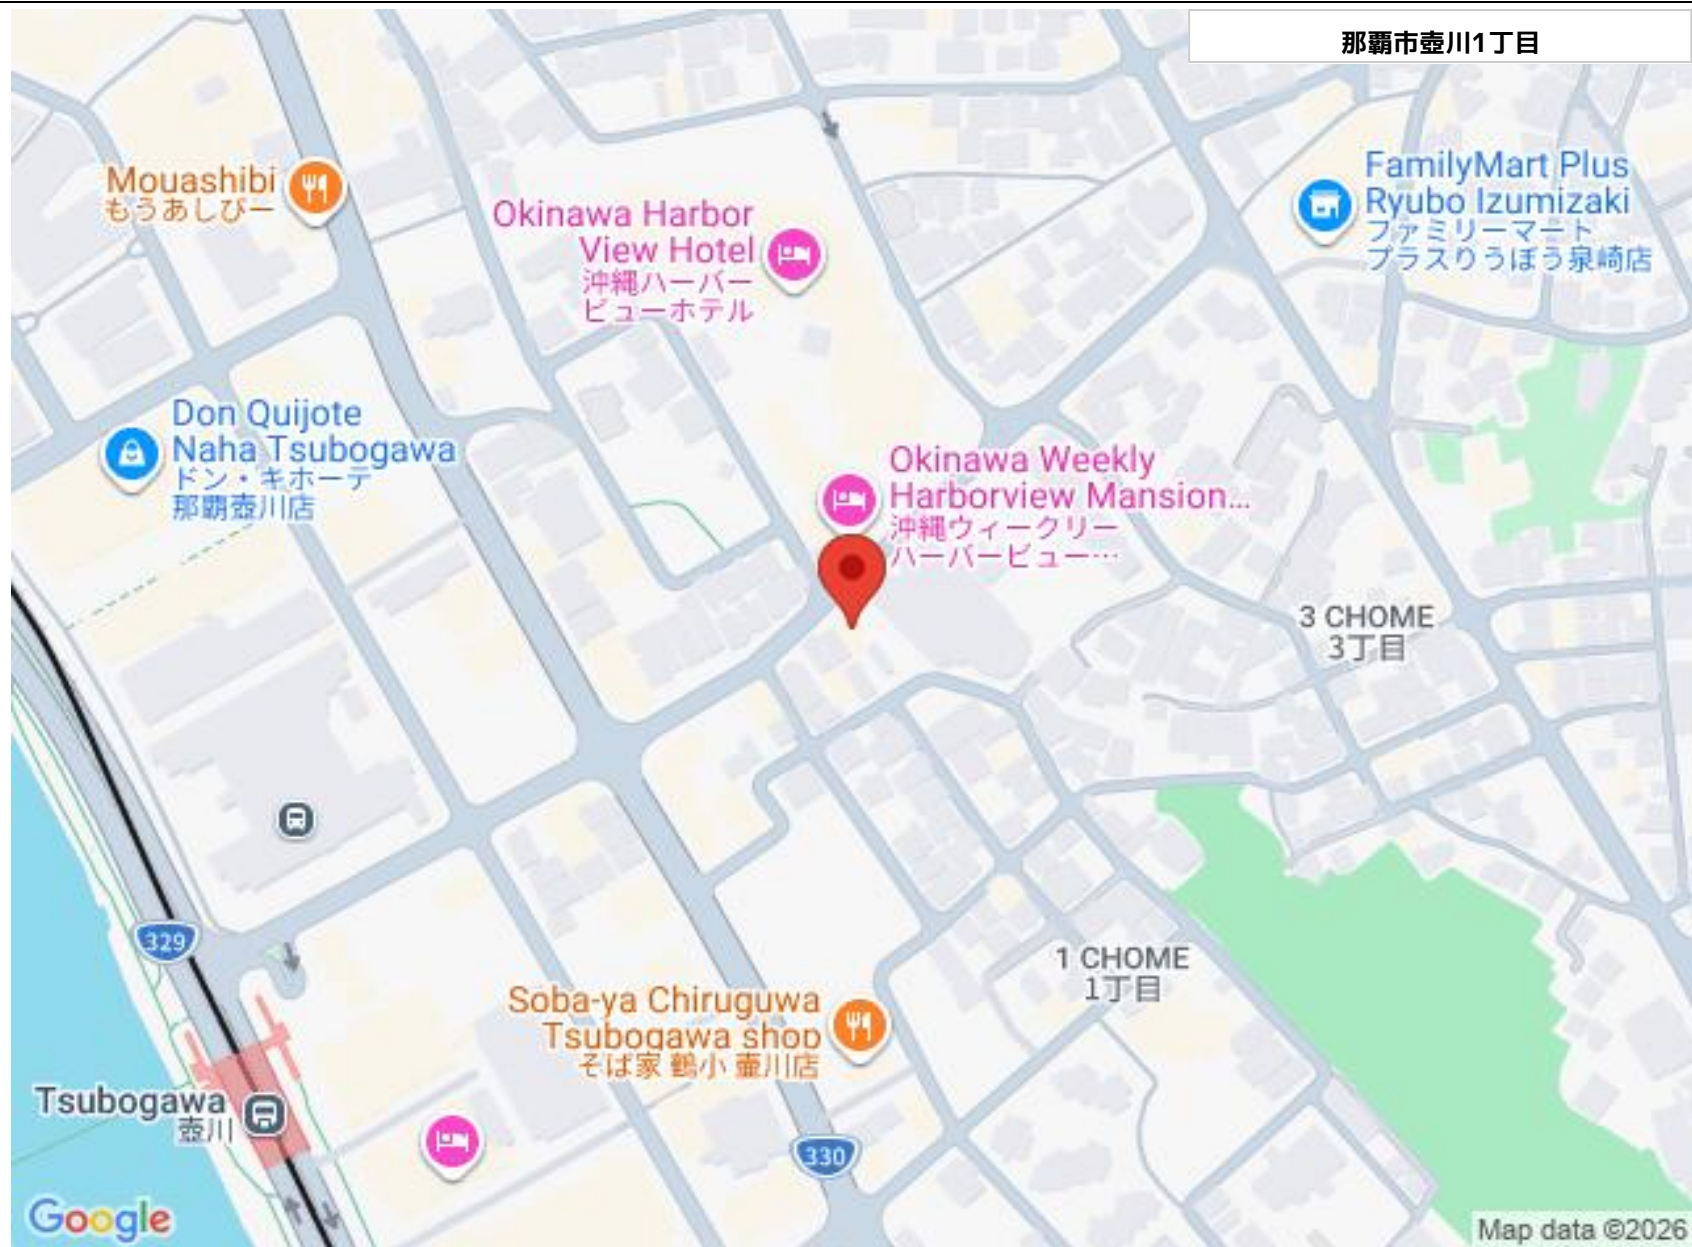 那覇市壺川1丁目
Mouashibi
もうあしびー
Okinawa Harbor
View Hotel
沖縄ハーバー
ビューホテル
FamilyMart Plus
Ryubo Izumizaki
ファミリーマート
プラスりうぼう泉崎店
Don Quijote
Naha Tsubogawa
ドン・キホーテ
那覇壺川店
Okinawa Weekly
Harborview Mansion...
沖縄ウィークリー
ハーバービュー…
3 CHOME
3丁目
329
1 CHOME
1丁目
Soba-ya Chiruguwa
Tsubogawa shop
そば家 鶴小 壷川店
Tsubogawa
壺川
330
Google
Map data ©2026